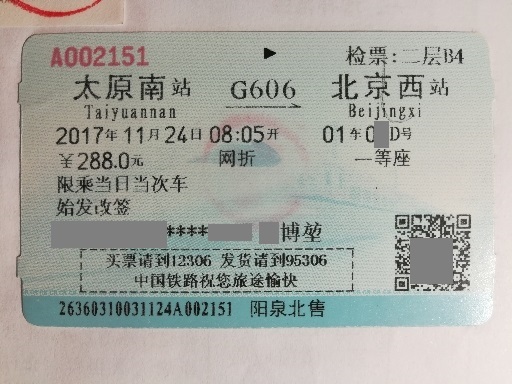 A002151 检票:二层B4
太原南站 G606 北京西站
Taiyuannan Beijingxi
2017年11月24日08:05开 01车0 D号
￥288.0元 网折 一等座
限乘当日当次车
始发改签
**** 博堃
买票请到12306 发货请到95306
中国铁路祝您旅途愉快
26360310031124A002151 阳泉北售